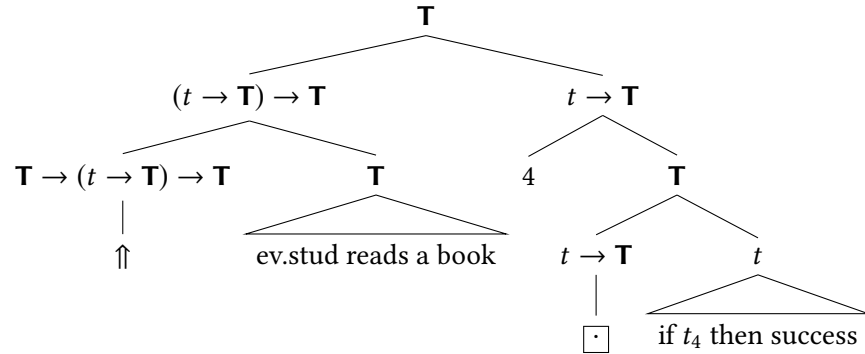 T
(t → T) → T t → T
T → (t → T) → T T 4 T
⇑ ev.stud reads a book t → T t
⊡ if t₄ then success